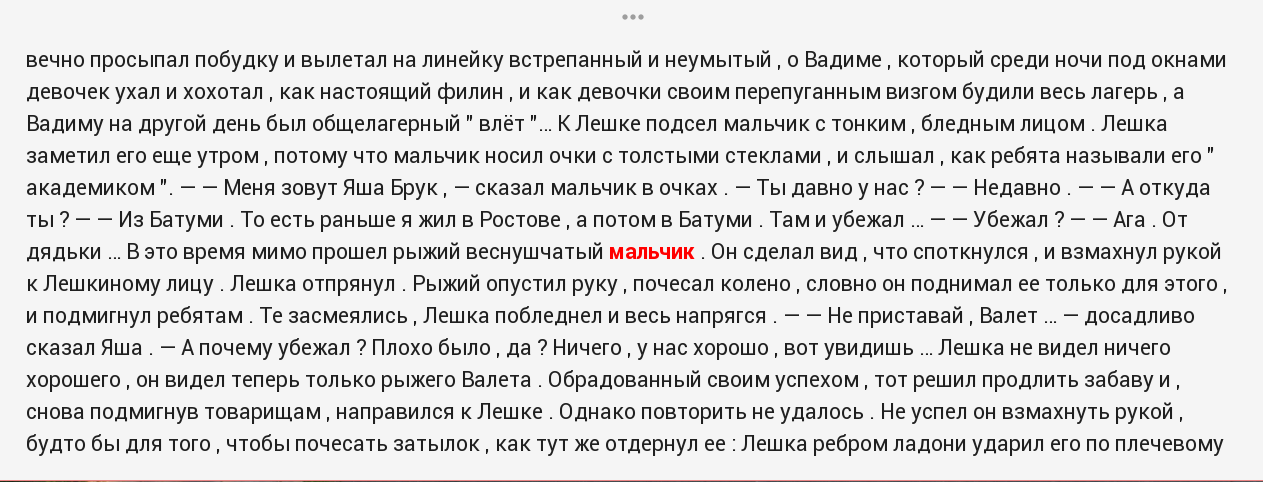 вечно просыпал побудку и вылетал на линейку встрепанный и неумытый , о Вадиме , который среди ночи под окнами
девочек ухал и хохотал , как настоящий филин , и как девочки своим перепуганным визгом будили весь лагерь , а
Вадиму на другой день был общелагерный " влёт "... К Лешке подсел мальчик с тонким , бледным лицом . Лешка
заметил его еще утром , потому что мальчик носил очки с толстыми стеклами , и слышал , как ребята называли его "
академиком ". — — Меня зовут Яша Брук , — сказал мальчик в очках . — Ты давно у нас ? — — Недавно . — — А откуда
ты ? — — Из Батуми . То есть раньше я жил в Ростове , а потом в Батуми . Там и убежал ... — — Убежал ? — — Ага . От
дядьки ... В это время мимо прошел рыжий веснушчатый мальчик . Он сделал вид , что споткнулся , и взмахнул рукой
к Лешкиному лицу . Лешка отпрянул . Рыжий опустил руку , почесал колено , словно он поднимал ее только для этого ,
и подмигнул ребятам . Те засмеялись , Лешка побледнел и весь напрягся . — — Не приставай , Валет ... — досадливо
сказал Яша . — А почему убежал ? Плохо было , да ? Ничего , у нас хорошо , вот увидишь ... Лешка не видел ничего
хорошего , он видел теперь только рыжего Валета . Обрадованный своим успехом , тот решил продлить забаву и ,
снова подмигнув товарищам , направился к Лешке . Однако повторить не удалось . Не успел он взмахнуть рукой ,
будто бы для того , чтобы почесать затылок , как тут же отдернул ее : Лешка ребром ладони ударил его по плечевому